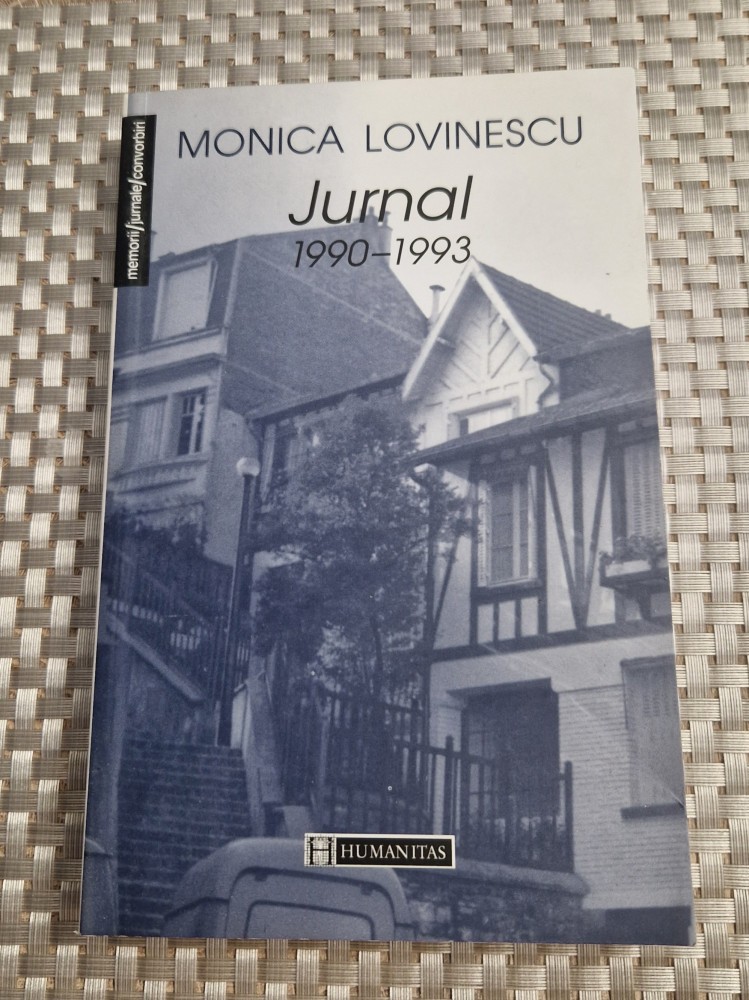 memorii/jurnale/convorbiri
MONICA LOVINESCU
Jurnal
1990–1993
H HUMANITAS